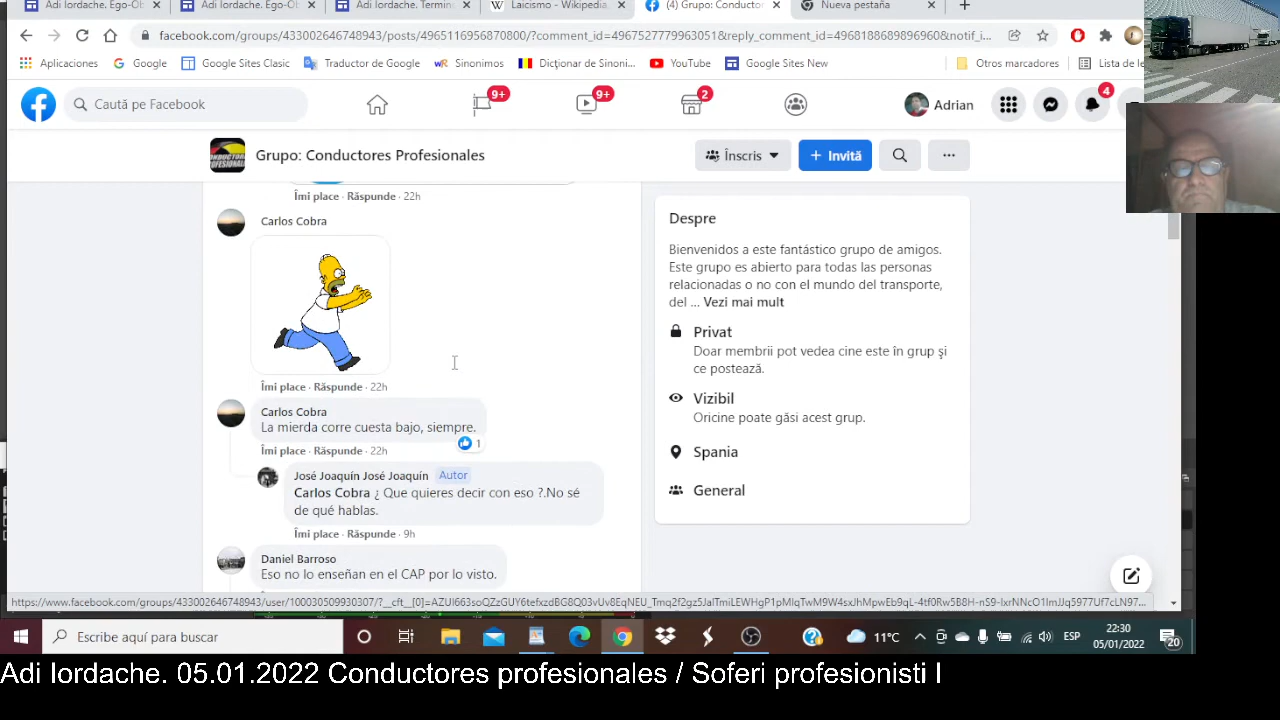 Adi Iordache. Ego-Ob
Adi Iordache. Ego-Ob
Adi Iordache. Termin
Laicismo - Wikipedia,
(4) Grupo: Conductor
Nueva pestaña
facebook.com/groups/433002646748943/posts/4965116956870800/?comment_id=4967527779963051&reply_comment_id=4968188689896960&notif_i...
Aplicaciones
Google
Google Sites Clasic
Traductor de Google
Sinonimos
Dicționar de Sinoni...
YouTube
Google Sites New
Otros marcadores
Lista de le
Caută pe Facebook
9+
9+
2
Adrian
4
Grupo: Conductores Profesionales
Înscris
+ Invită
Îmi place · Răspunde · 22h
Carlos Cobra
Îmi place · Răspunde · 22h
Carlos Cobra
La mierda corre cuesta bajo, siempre.
1
Îmi place · Răspunde · 22h
José Joaquín José Joaquín Autor
Carlos Cobra ¿ Que quieres decir con eso ?.No sé
de qué hablas.
Îmi place · Răspunde · 9h
Daniel Barroso
Eso no lo enseñan en el CAP por lo visto.
Despre
Bienvenidos a este fantástico grupo de amigos.
Este grupo es abierto para todas las personas
relacionadas o no con el mundo del transporte,
del ... Vezi mai mult
Privat
Doar membrii pot vedea cine este în grup și
ce postează.
Vizibil
Oricine poate găsi acest grup.
Spania
General
Escribe aquí para buscar
11°C
ESP
22:30
05/01/2022
20
Adi Iordache. 05.01.2022 Conductores profesionales / Soferi profesionisti I